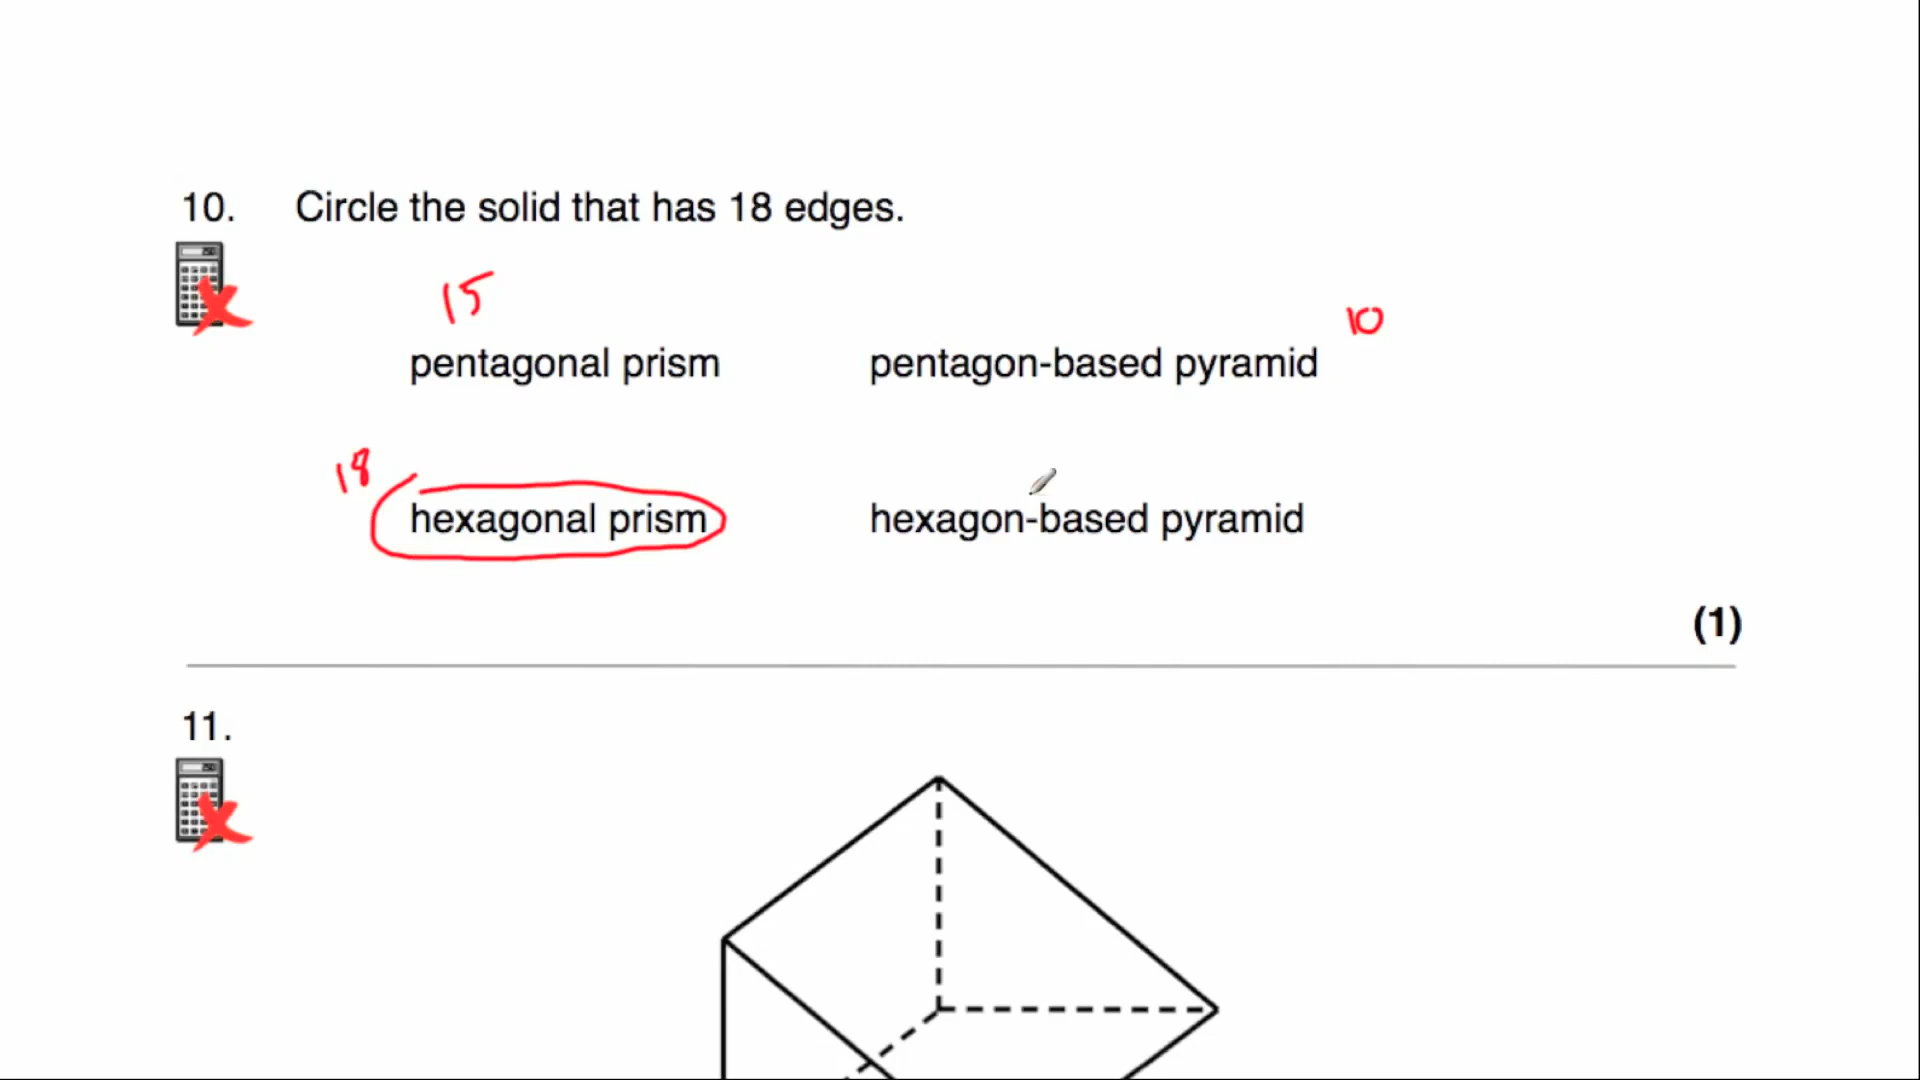 10. Circle the solid that has 18 edges.
15
10
pentagonal prism pentagon-based pyramid
18
hexagonal prism hexagon-based pyramid
(1)
11.